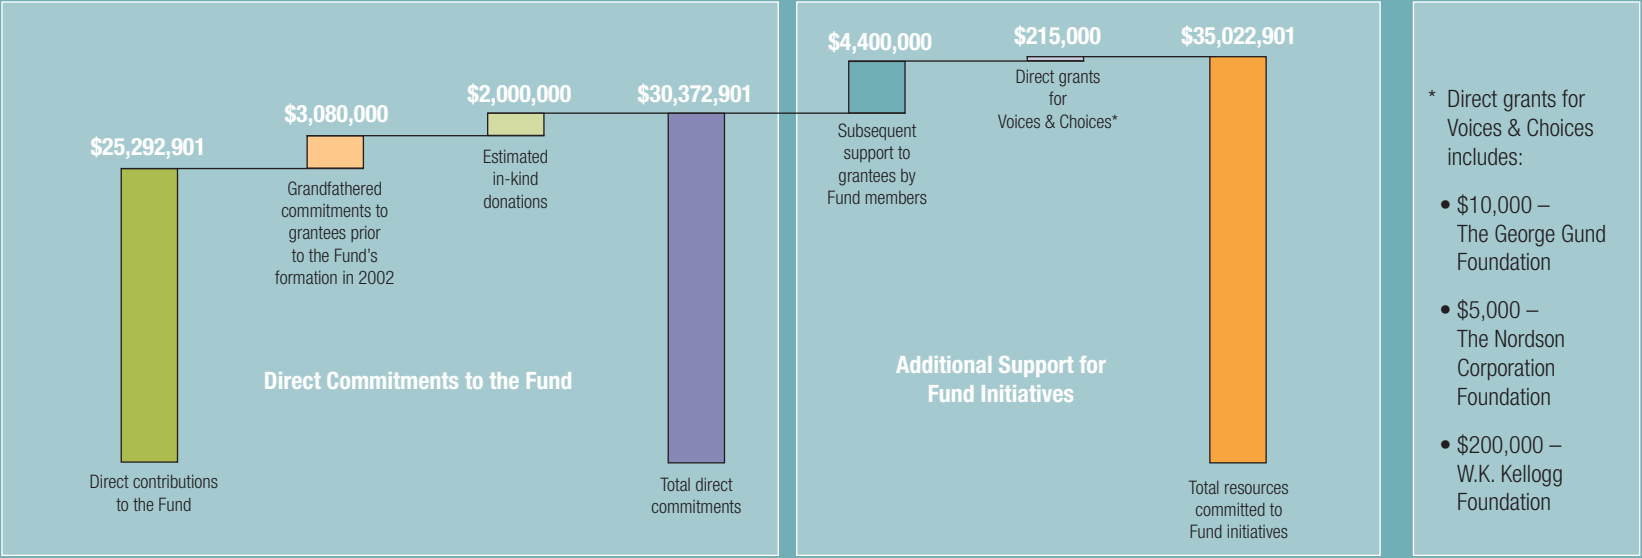 $25,292,901
Direct contributions
to the Fund
$3,080,000
Grandfathered
commitments to
grantees prior
to the Fund's
formation in 2002
$2,000,000
Estimated
in-kind
donations
$30,372,901
Total direct
commitments
Direct Commitments to the Fund
$4,400,000
Subsequent
support to
grantees by
Fund members
$215,000
Direct grants
for
Voices & Choices*
$35,022,901
Total resources
committed to
Fund initiatives
Additional Support for
Fund Initiatives
* Direct grants for
Voices & Choices
includes:
• $10,000 –
The George Gund
Foundation
• $5,000 –
The Nordson
Corporation
Foundation
• $200,000 –
W.K. Kellogg
Foundation